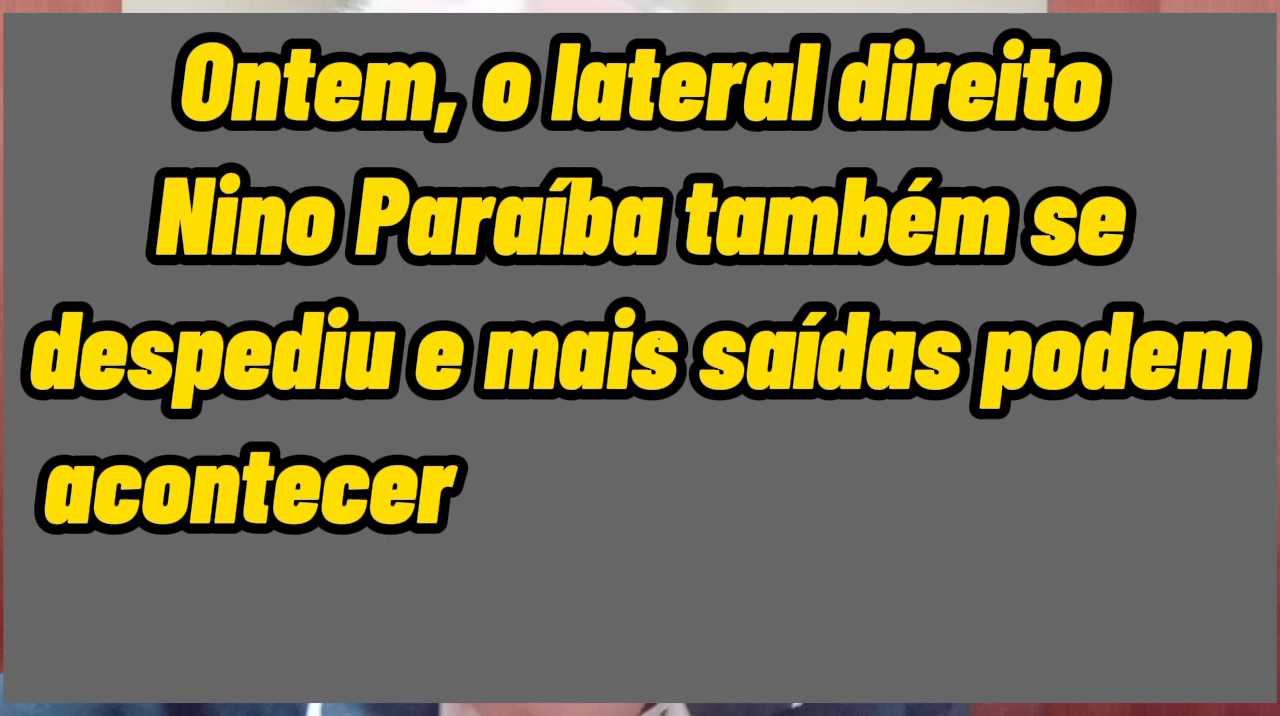 Ontem, o lateral direito
Nino Paraíba também se
despediu e mais saídas podem
acontecer